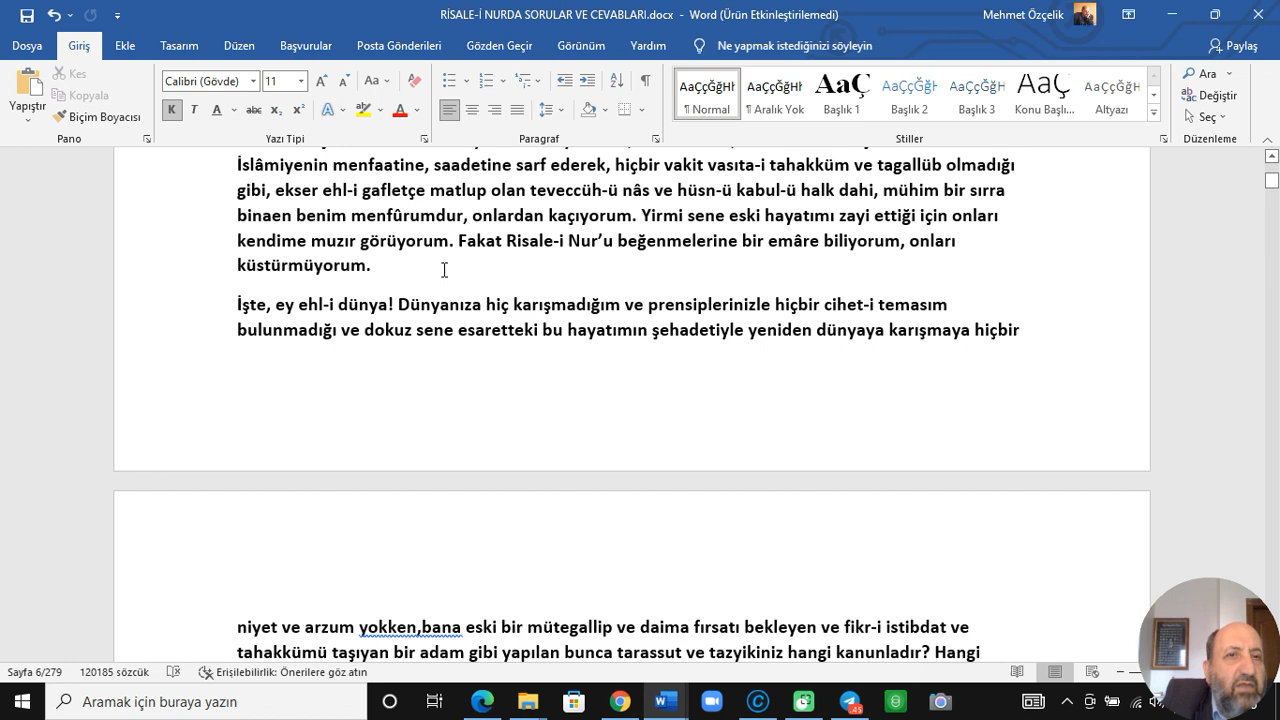 RİSALE-İ NURDA SORULAR VE CEVABLARI.docx - Word (Ürün Etkinleştirilemedi)
Mehmet Özçelik
Dosya Giriş Ekle Tasarım Düzen Başvurular Posta Gönderileri Gözden Geçir Görünüm Yardım Ne yapmak istediğinizi söyleyin Paylaş
Yapıştır
Kes
Kopyala
Biçim Boyacısı
Calibri (Gövde) 11
K T A abc x₂ x²
AaÇçĞğHł AaÇçĞğHł AaÇ AaÇçĞğł AaÇçĞğH AaÇç AaÇçĞğH
¶ Normal ¶ Aralık Yok Başlık 1 Başlık 2 Başlık 3 Konu Başlı... Altyazı
Ara
Değiştir
Seç
Pano Yazı Tipi Paragraf Stiller Düzenleme
İslâmiyenin menfaatine, saadetine sarf ederek, hiçbir vakit vasıta-i tahakküm ve tagallüb olmadığı
gibi, ekser ehl-i gafletçe matlup olan teveccüh-ü nâs ve hüsn-ü kabul-ü halk dahi, mühim bir sırra
binaen benim menfûrumdur, onlardan kaçıyorum. Yirmi sene eski hayatımı zayi ettiği için onları
kendime muzır görüyorum. Fakat Risale-i Nur’u beğenmelerine bir emâre biliyorum, onları
küstürmüyorum.
İşte, ey ehl-i dünya! Dünyanıza hiç karışmadığım ve prensiplerinizle hiçbir cihet-i temasım
bulunmadığı ve dokuz sene esaretteki bu hayatımın şehadetiyle yeniden dünyaya karışmaya hiçbir
niyet ve arzum yokken,bana eski bir mütegallip ve daima fırsatı bekleyen ve fikr-i istibdat ve
tahakkümü taşıyan bir adam gibi yapılan bunca tarassut ve tazyikiniz hangi kanunladır? Hangi
Sayfa 6/279 120185 sözcük Erişilebilirlik: Önerilere göz atın
Aramak için buraya yazın
45